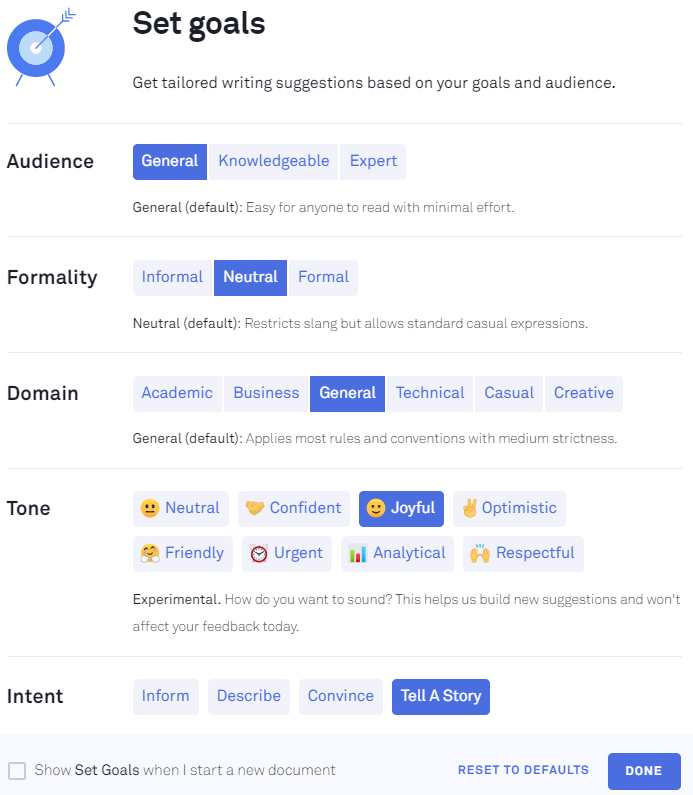 Set goals
Get tailored writing suggestions based on your goals and audience.
Audience
General Knowledgeable Expert
General (default): Easy for anyone to read with minimal effort.
Formality
Informal Neutral Formal
Neutral (default): Restricts slang but allows standard casual expressions.
Domain
Academic Business General Technical Casual Creative
General (default): Applies most rules and conventions with medium strictness.
Tone
Neutral Confident Joyful Optimistic
Friendly Urgent Analytical Respectful
Experimental. How do you want to sound? This helps us build new suggestions and won't
affect your feedback today.
Intent
Inform Describe Convince Tell A Story
Show Set Goals when I start a new document
RESET TO DEFAULTS
DONE